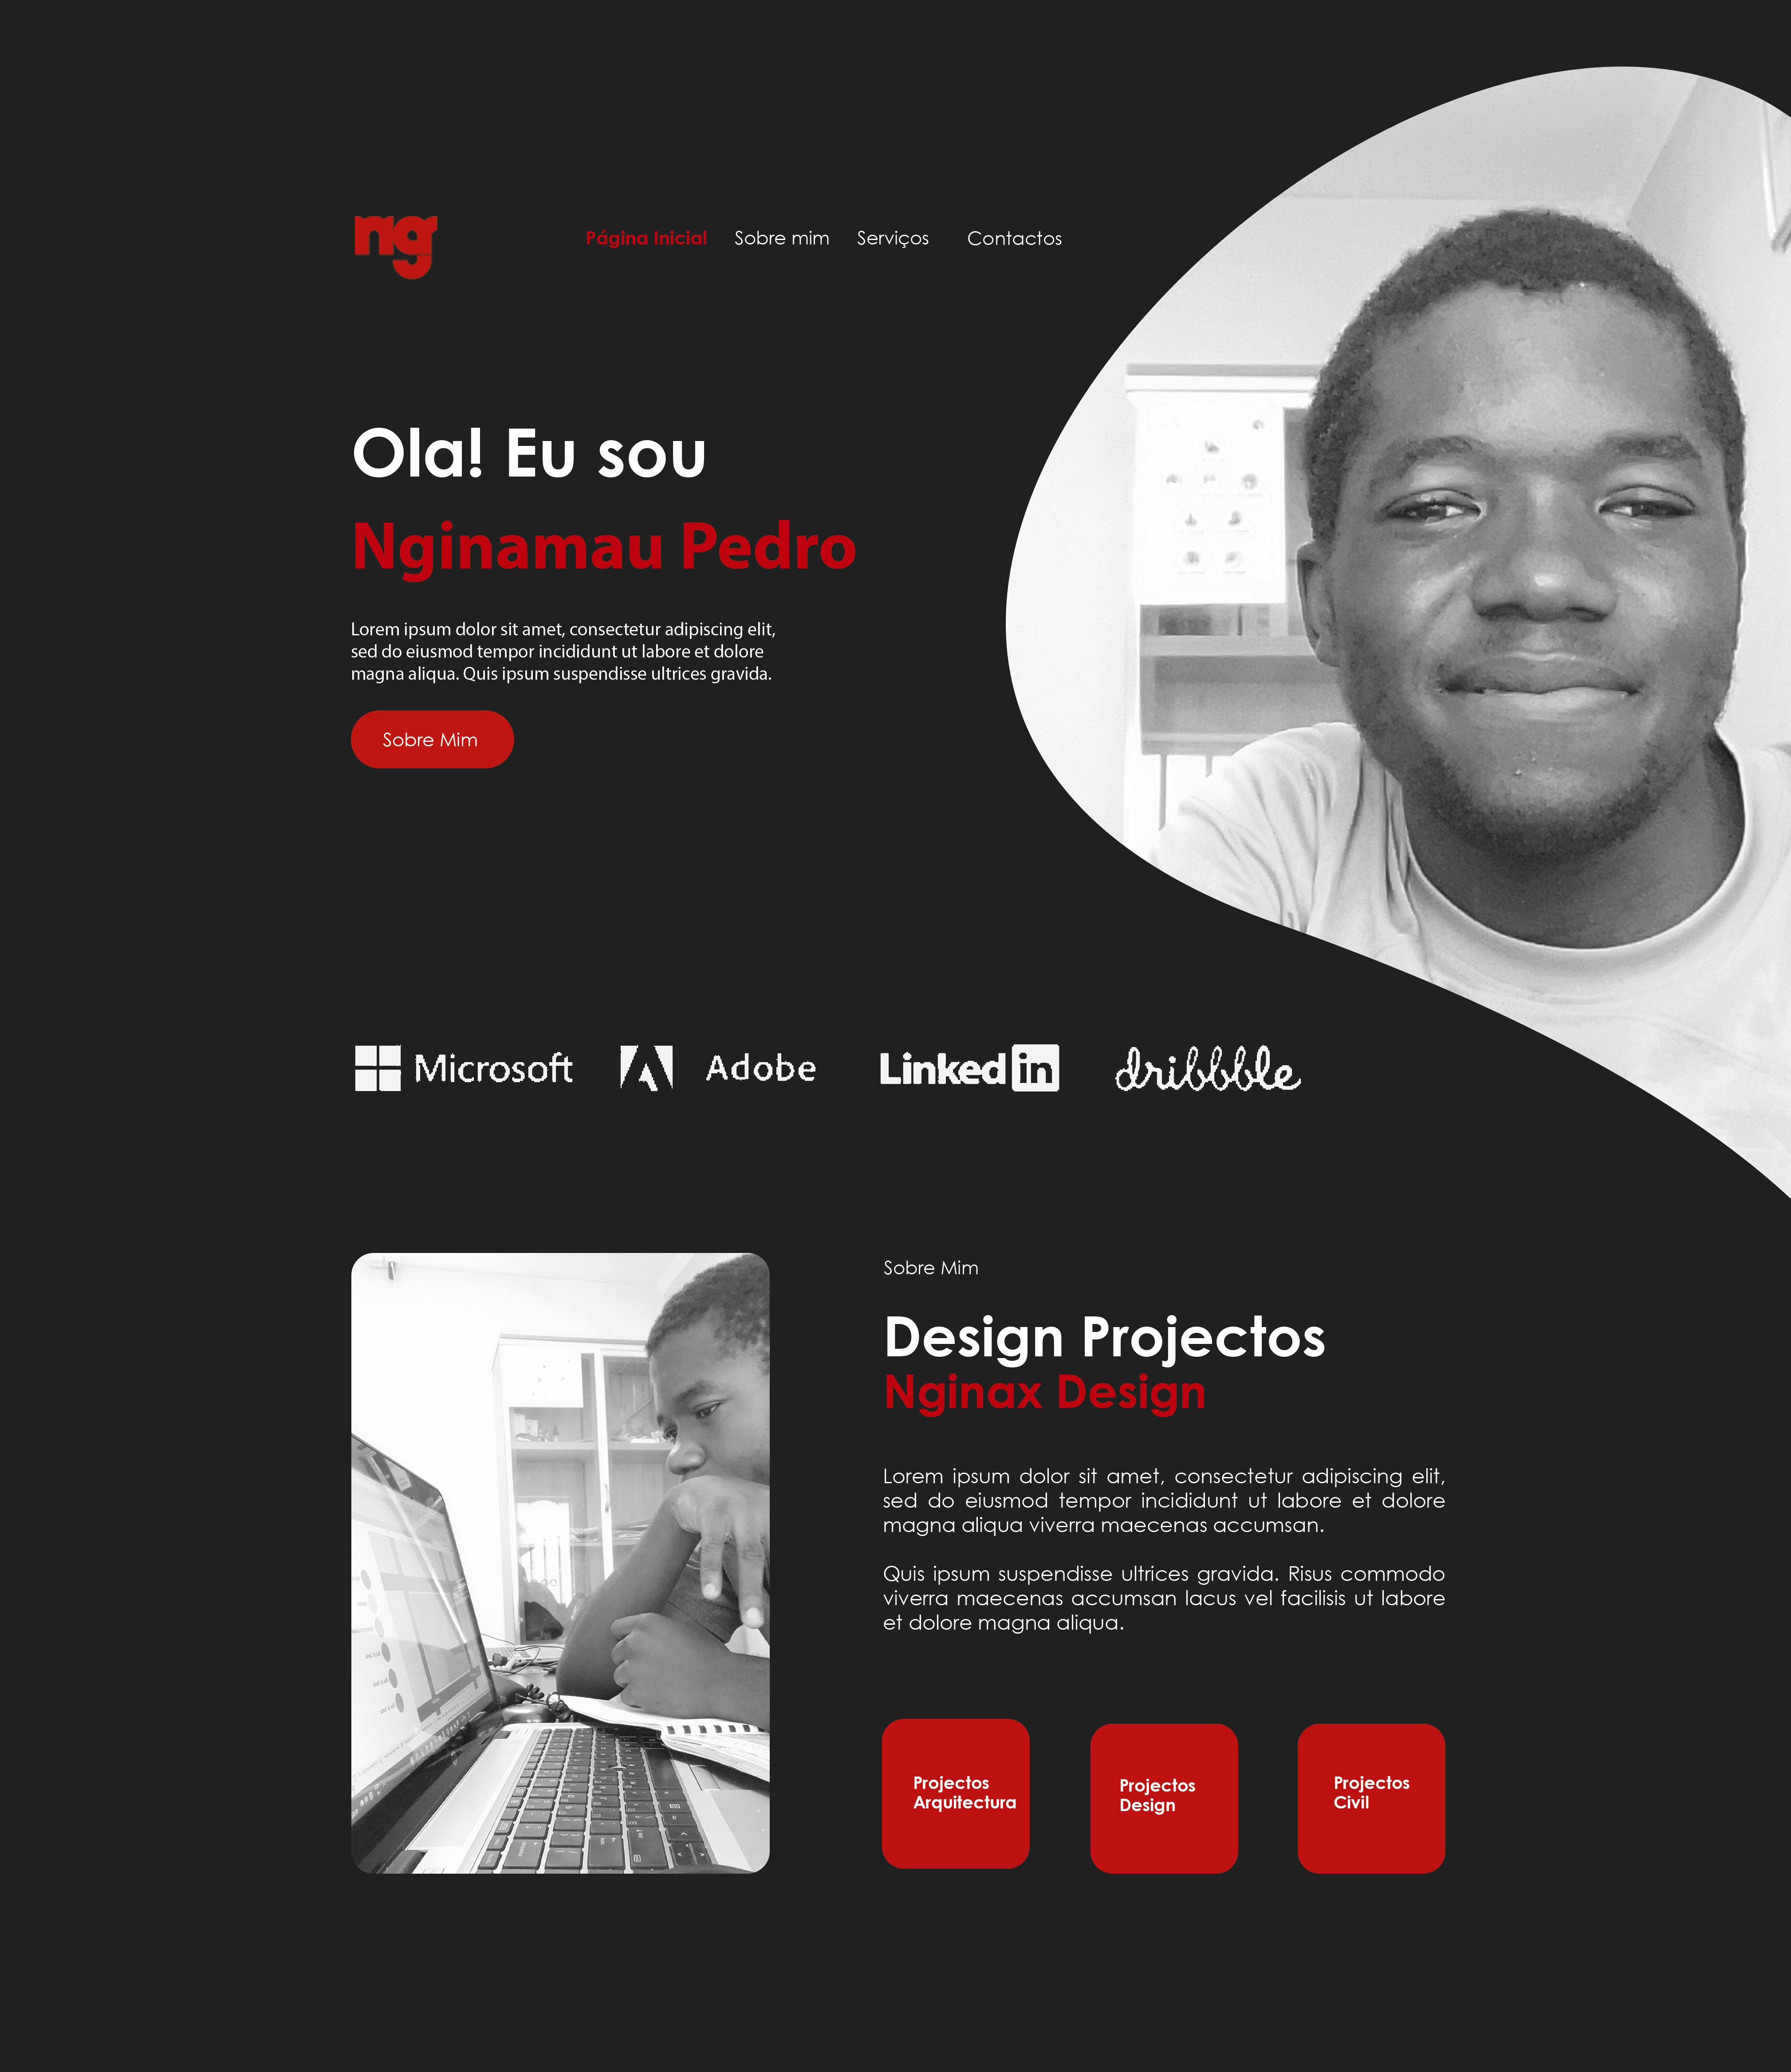 ng
Página Inicial Sobre mim Serviços Contactos
Ola! Eu sou
Nginamau Pedro
Lorem ipsum dolor sit amet, consectetur adipiscing elit,
sed do eiusmod tempor incididunt ut labore et dolore
magna aliqua. Quis ipsum suspendisse ultrices gravida.
Sobre Mim
Microsoft Adobe Linked in dribbble
Sobre Mim
Design Projectos
Nginax Design
Lorem ipsum dolor sit amet, consectetur adipiscing elit,
sed do eiusmod tempor incididunt ut labore et dolore
magna aliqua viverra maecenas accumsan.
Quis ipsum suspendisse ultrices gravida. Risus commodo
viverra maecenas accumsan lacus vel facilisis ut labore
et dolore magna aliqua.
Projectos
Arquitectura
Projectos
Design
Projectos
Civil